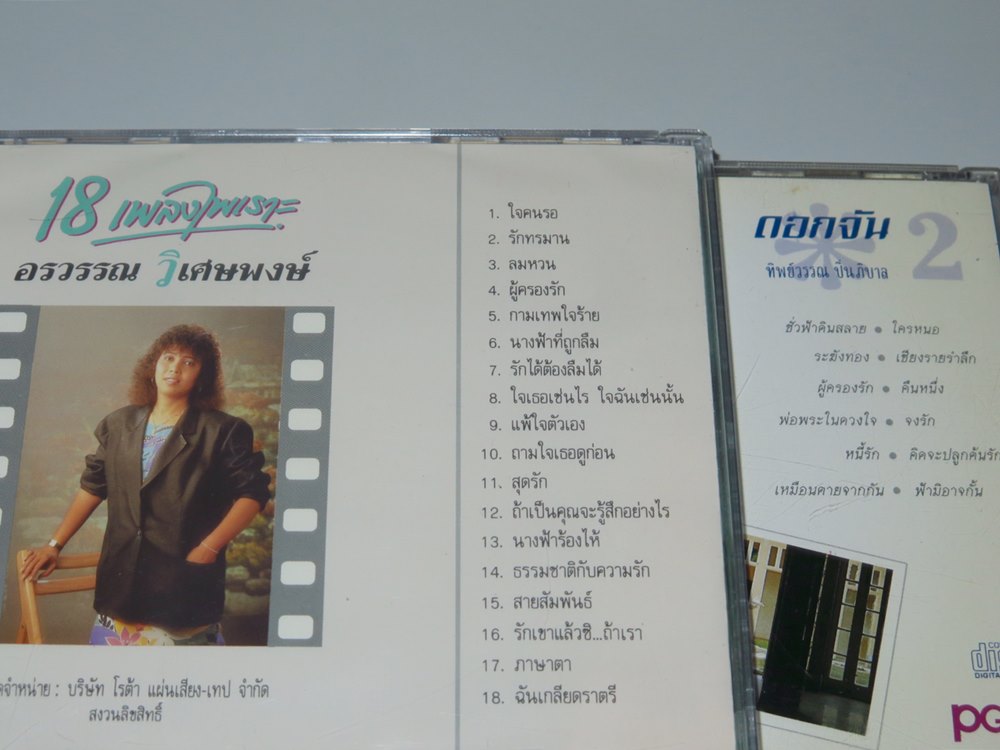 18 เพลงไพเราะ
อรวรรณ วิเศษพงษ์
จำหน่าย : บริษัท โรต้า แผ่นเสียง-เทป จำกัด
สงวนลิขสิทธิ์
1. ใจคนรอ
2. รักทรมาน
3. ลมหวน
4. ผู้ครองรัก
5. กามเทพใจร้าย
6. นางฟ้าที่ถูกลืม
7. รักได้ต้องลืมได้
8. ใจเธอเช่นไร ใจฉันเช่นนั้น
9. แพ้ใจตัวเอง
10. ถามใจเธอดูก่อน
11. สุดรัก
12. ถ้าเป็นคุณจะรู้สึกอย่างไร
13. นางฟ้าร้องไห้
14. ธรรมชาติกับความรัก
15. สายสัมพันธ์
16. รักเขาแล้วซิ...ถ้าเรา
17. ภาษาตา
18. ฉันเกลียดราตรี
ดอกจัน 2
ทิพย์วรรณ ปิ่นภิบาล
ชั่วฟ้าดินสลาย • ใครหนอ
ระฆังทอง • เชียงรายรำลึก
ผู้ครองรัก • คืนหนึ่ง
พ่อพระในดวงใจ • จงรัก
หนี้รัก • คิดจะปลูกต้นรัก
เหมือนตายจากกัน • ฟ้ามิอาจกั้น
PG